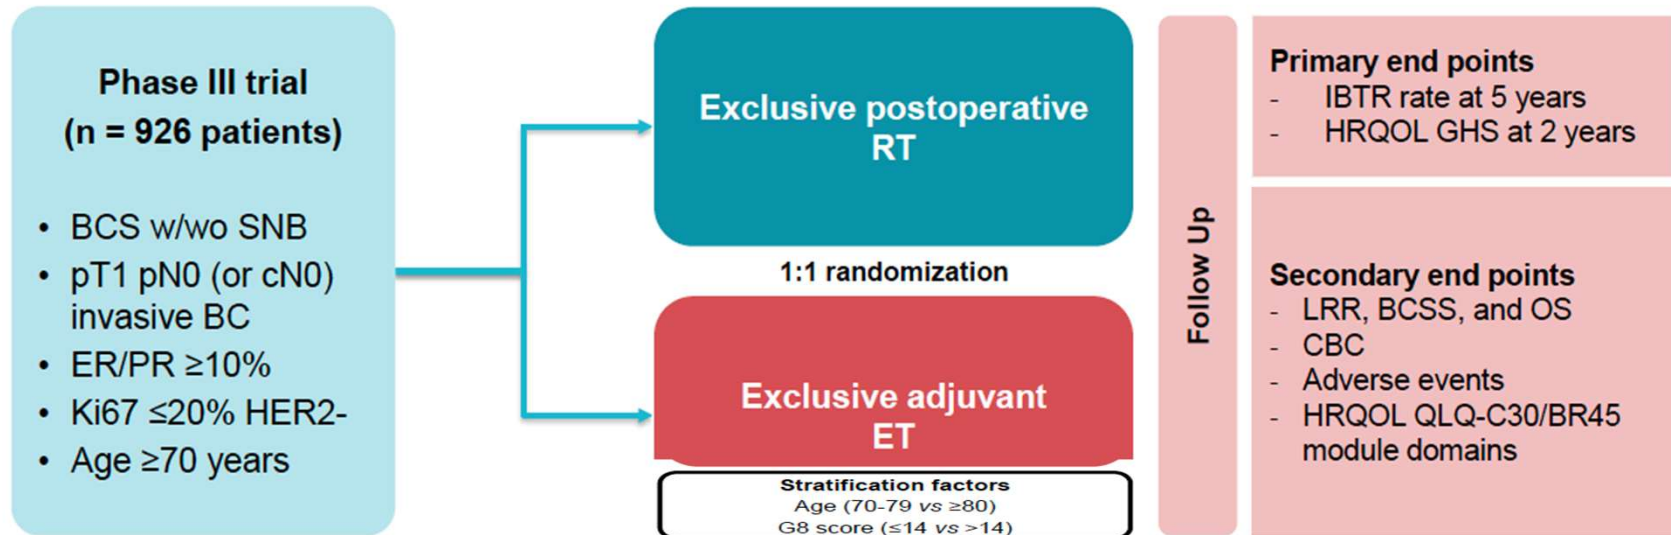 Phase III trial
(n = 926 patients)
• BCS w/wo SNB
• pT1 pN0 (or cN0)
invasive BC
• ER/PR ≥10%
• Ki67 ≤20% HER2-
• Age ≥70 years
Exclusive postoperative
RT
1:1 randomization
Exclusive adjuvant
ET
Stratification factors
Age (70-79 vs ≥80)
G8 score (≤14 vs >14)
Follow Up
Primary end points
- IBTR rate at 5 years
- HRQOL GHS at 2 years
Secondary end points
- LRR, BCSS, and OS
- CBC
- Adverse events
- HRQOL QLQ-C30/BR45
module domains